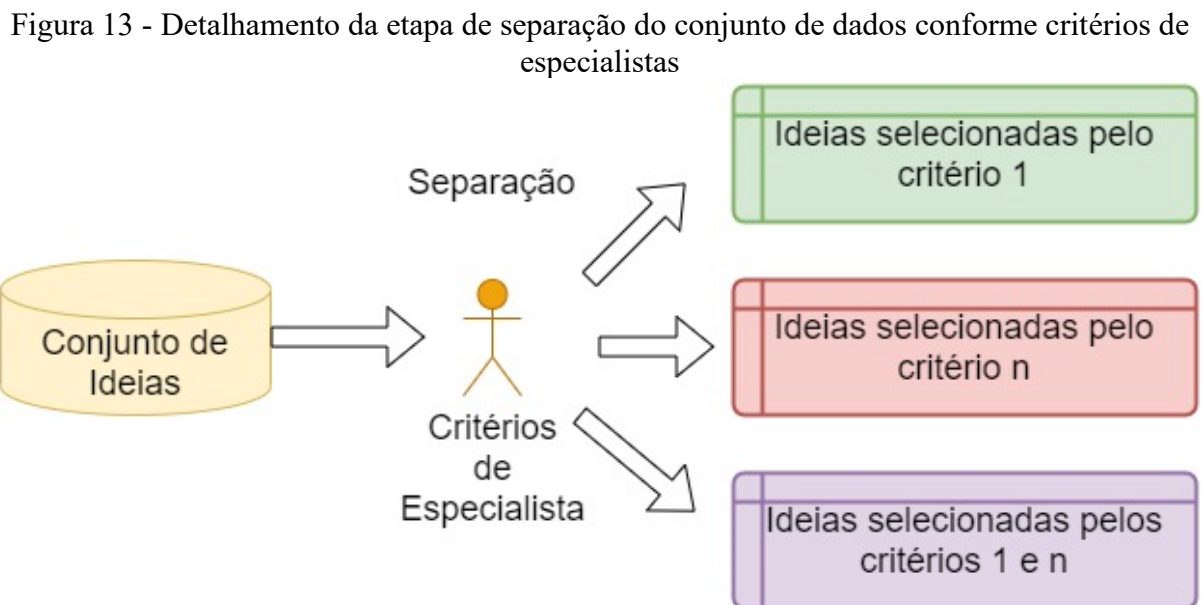 Figura 13 - Detalhamento da etapa de separação do conjunto de dados conforme critérios de
especialistas
Separação
Conjunto de
Ideias
Critérios
de
Especialista
Ideias selecionadas pelo
critério 1
Ideias selecionadas pelo
critério n
Ideias selecionadas pelos
critérios 1 e n